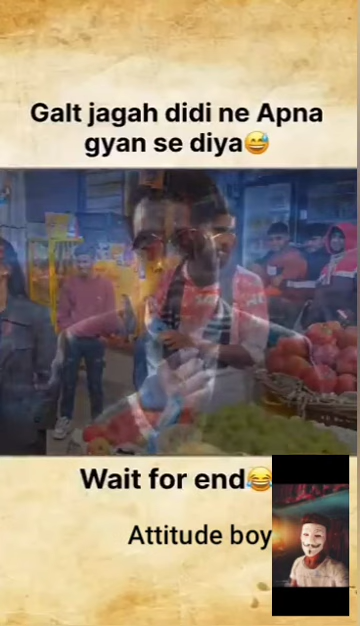 Galt jagah didi ne Apna
gyan se diya😅
Wait for end😂
Attitude boy